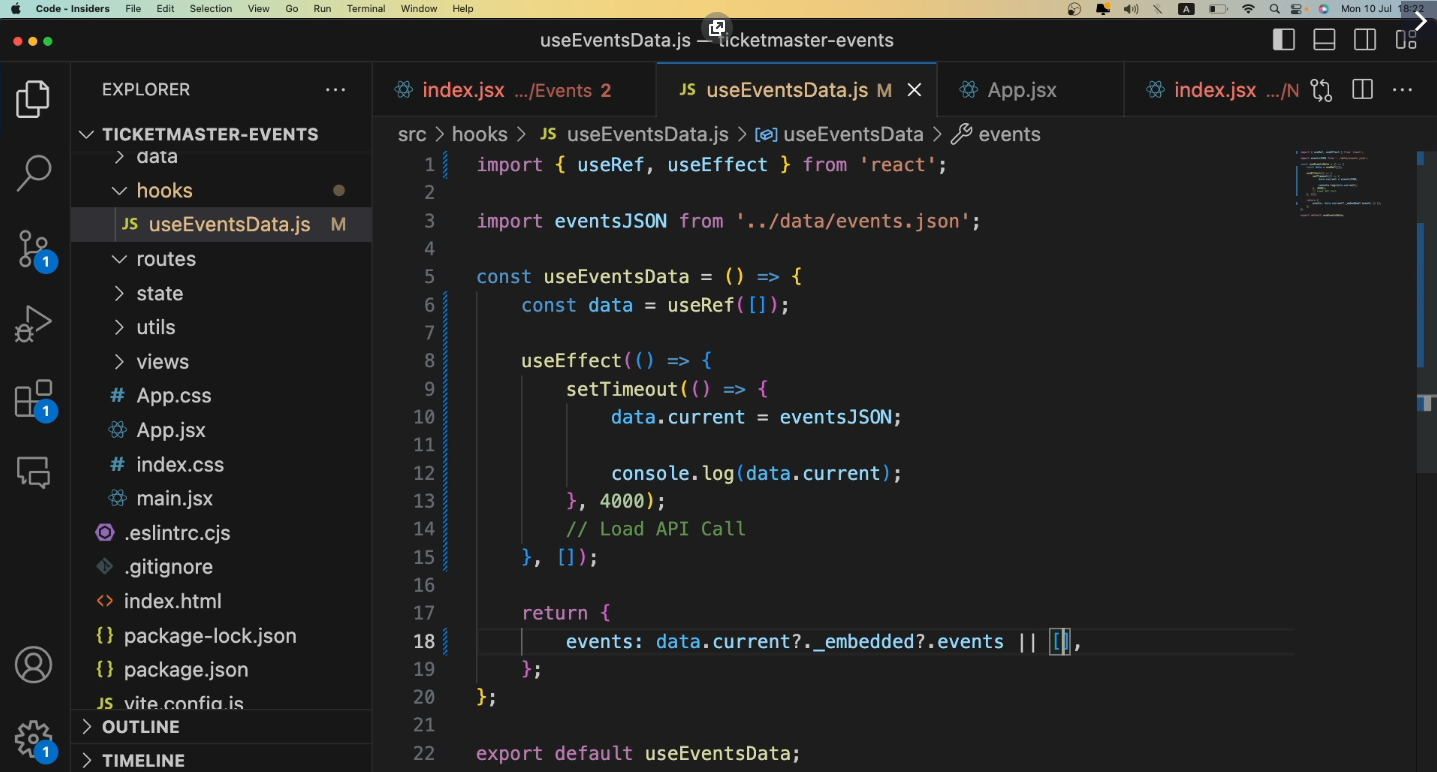 Code - Insiders File Edit Selection View Go Run Terminal Window Help A Mon 10 Jul 18:22
useEventsData.js — ticketmaster-events
EXPLORER
index.jsx .../Events 2
JS useEventsData.js M
App.jsx
index.jsx .../N
TICKETMASTER-EVENTS
data
hooks
JS useEventsData.js M
routes
state
utils
views
# App.css
App.jsx
# index.css
main.jsx
.eslintrc.cjs
.gitignore
<> index.html
{} package-lock.json
{} package.json
JS vite.config.js
OUTLINE
TIMELINE
1
1
1
src > hooks > JS useEventsData.js > useEventsData > events
1 import { useRef, useEffect } from 'react';
2
3 import eventsJSON from '../data/events.json';
4
5 const useEventsData = () => {
6 const data = useRef([]);
7
8 useEffect(() => {
9 setTimeout(() => {
10 data.current = eventsJSON;
11
12 console.log(data.current);
13 }, 4000);
14 // Load API Call
15 }, []);
16
17 return {
18 events: data.current?._embedded?.events || [],
19 };
20 };
21
22 export default useEventsData;